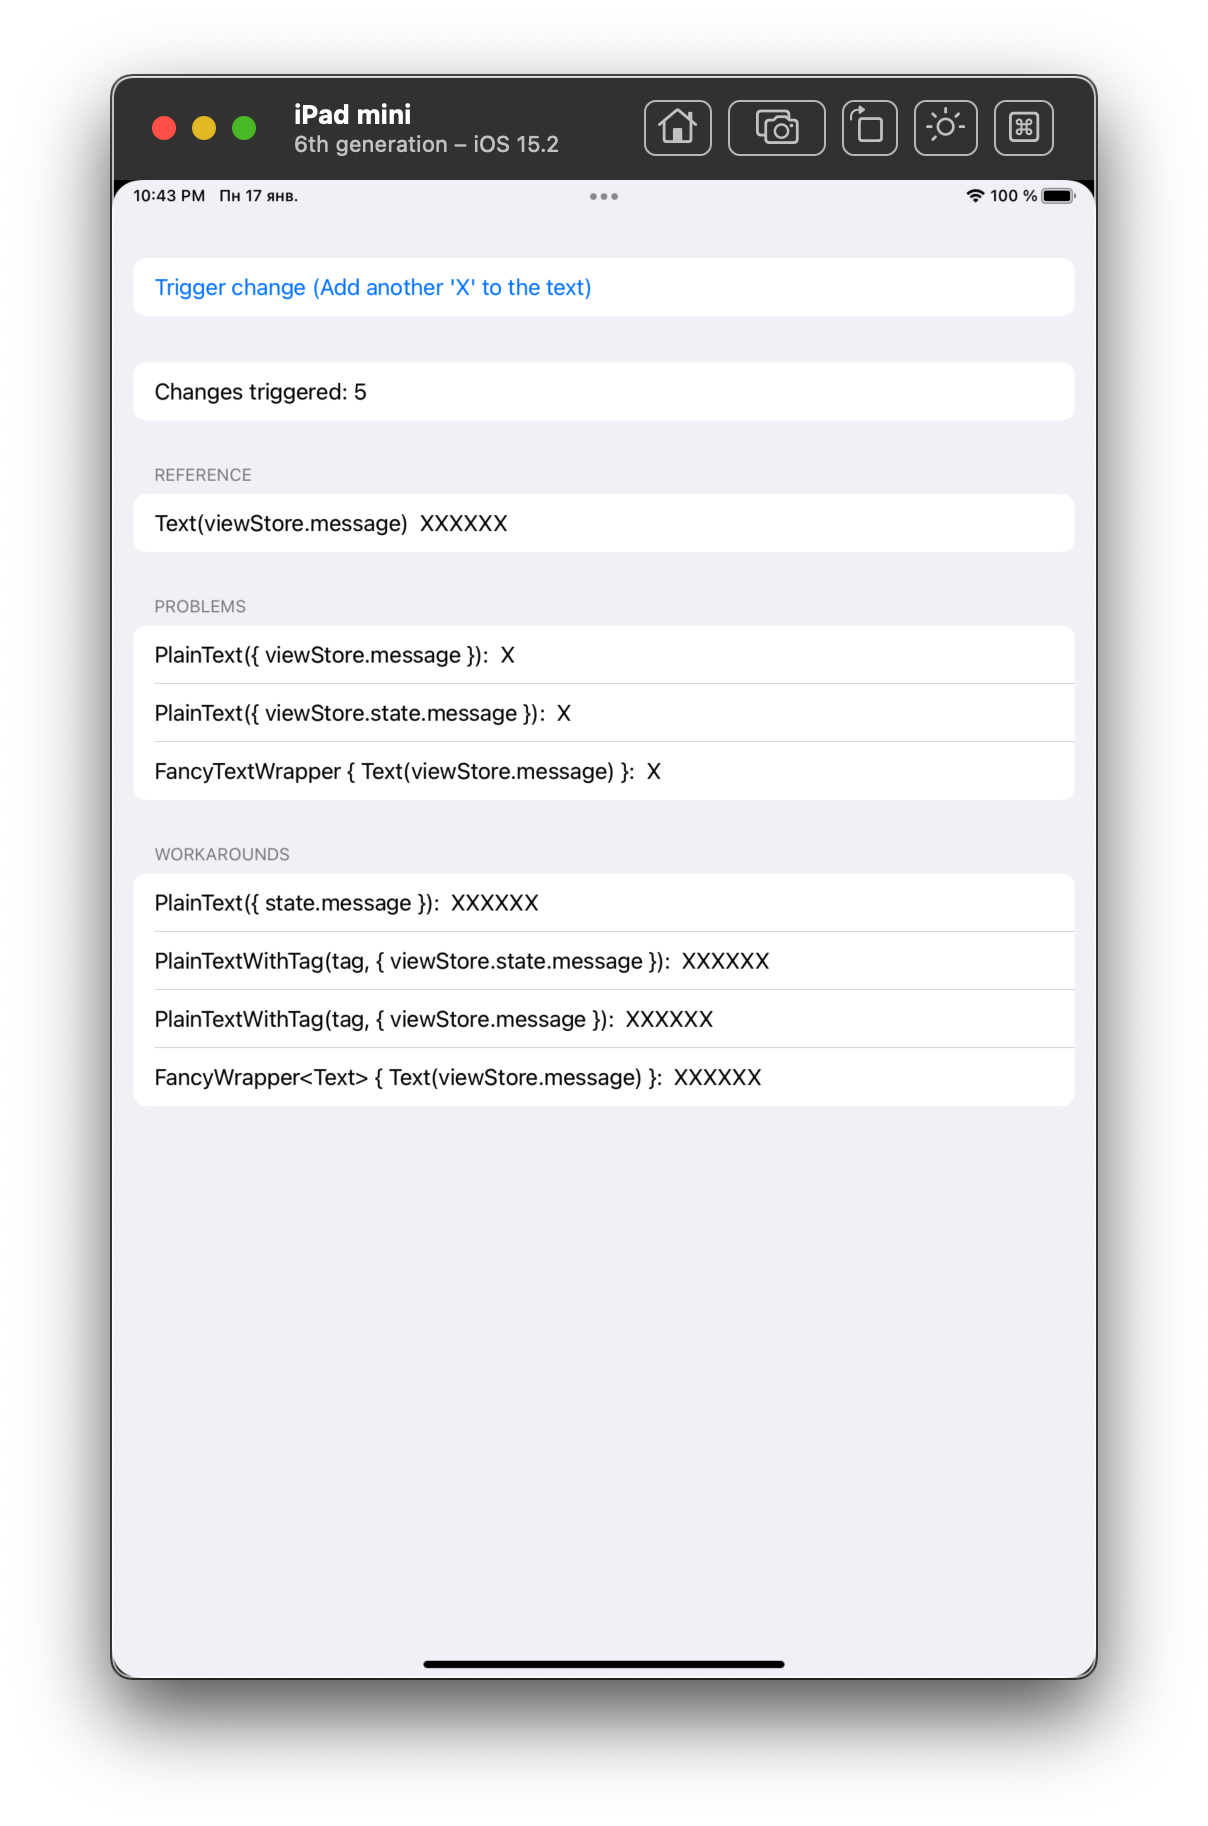 iPad mini
6th generation – iOS 15.2
10:43 PM Пн 17 янв.
100 %
Trigger change (Add another 'X' to the text)
Changes triggered: 5
REFERENCE
Text(viewStore.message) XXXXXX
PROBLEMS
PlainText({ viewStore.message }): X
PlainText({ viewStore.state.message }): X
FancyTextWrapper { Text(viewStore.message) }: X
WORKAROUNDS
PlainText({ state.message }): XXXXXX
PlainTextWithTag(tag, { viewStore.state.message }): XXXXXX
PlainTextWithTag(tag, { viewStore.message }): XXXXXX
FancyWrapper<Text> { Text(viewStore.message) }: XXXXXX